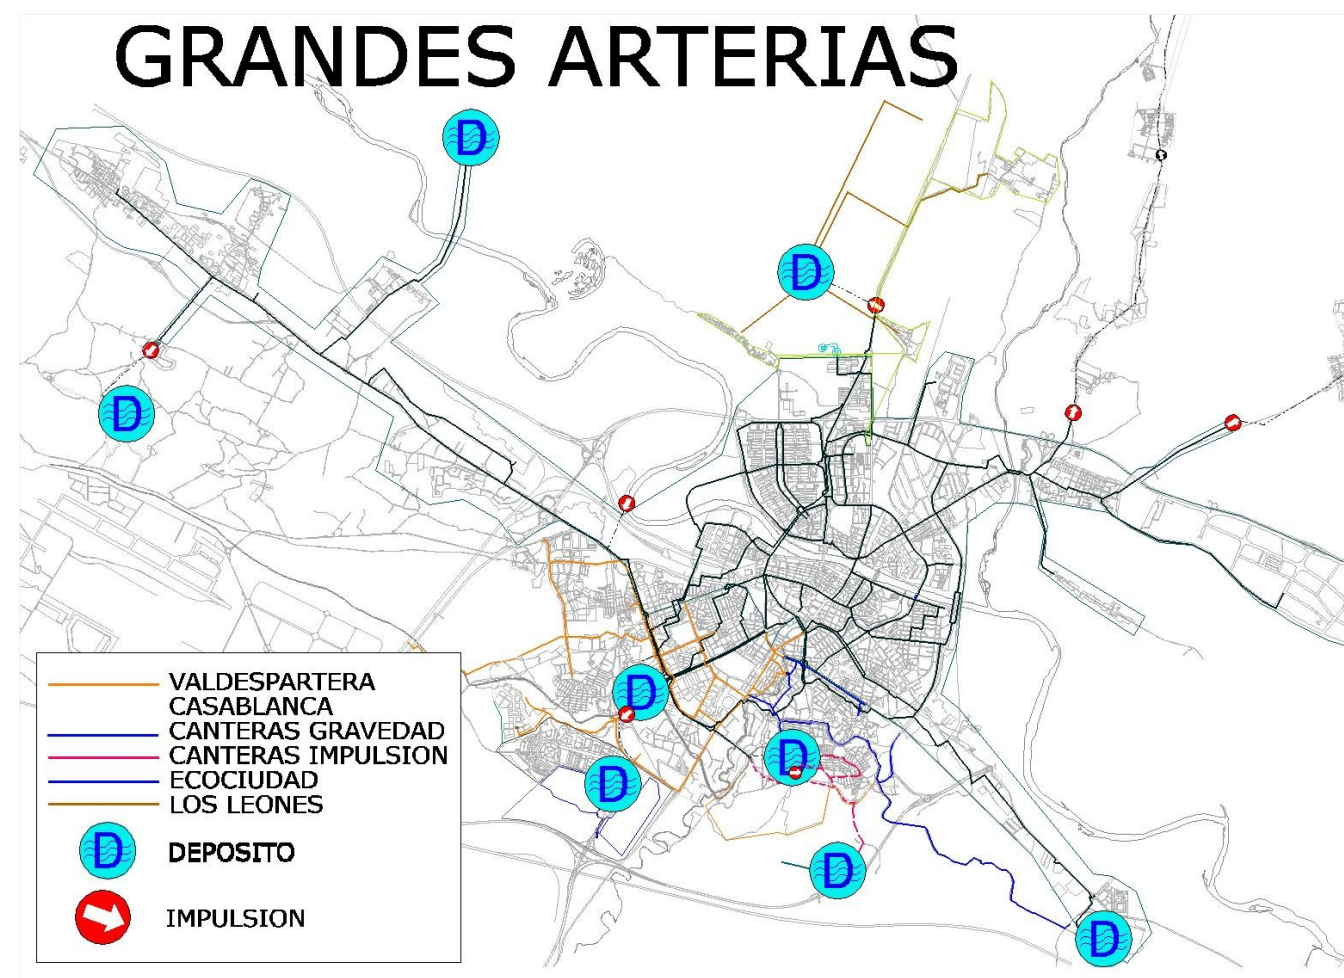 GRANDES ARTERIAS
D
D
D
D
D
D
D
D
VALDESPARTERA
CASABLANCA
CANTERAS GRAVEDAD
CANTERAS IMPULSION
ECOCIUDAD
LOS LEONES
D DEPOSITO
IMPULSION